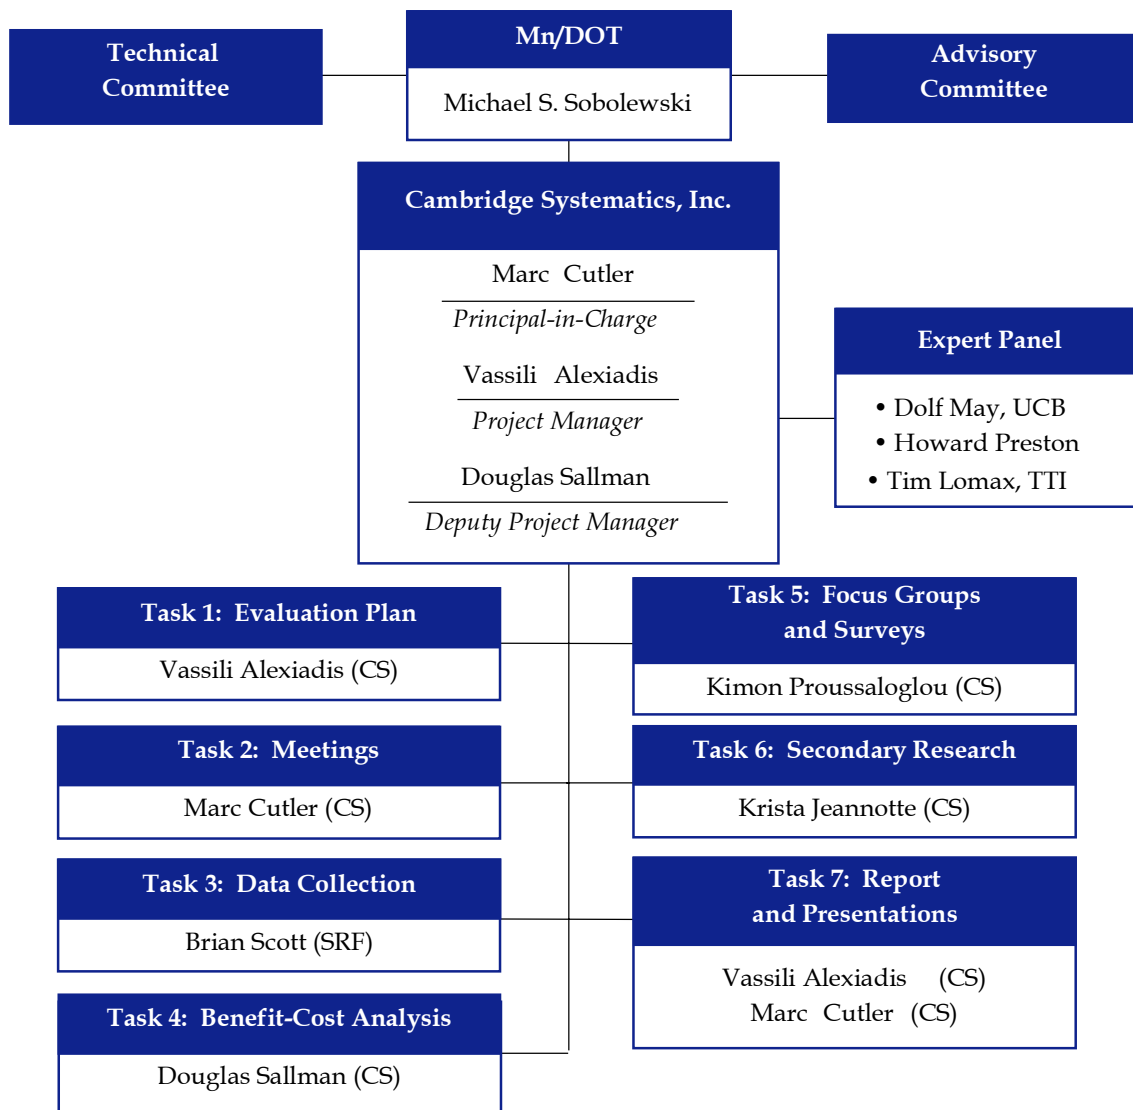 Technical
Committee
Mn/DOT
Michael S. Sobolewski
Advisory
Committee
Cambridge Systematics, Inc.
Marc Cutler
Principal-in-Charge
Vassili Alexiadis
Project Manager
Douglas Sallman
Deputy Project Manager
Expert Panel
• Dolf May, UCB
• Howard Preston
• Tim Lomax, TTI
Task 1: Evaluation Plan
Vassili Alexiadis (CS)
Task 2: Meetings
Marc Cutler (CS)
Task 3: Data Collection
Brian Scott (SRF)
Task 4: Benefit-Cost Analysis
Douglas Sallman (CS)
Task 5: Focus Groups
and Surveys
Kimon Proussaloglou (CS)
Task 6: Secondary Research
Krista Jeannotte (CS)
Task 7: Report
and Presentations
Vassili Alexiadis (CS)
Marc Cutler (CS)